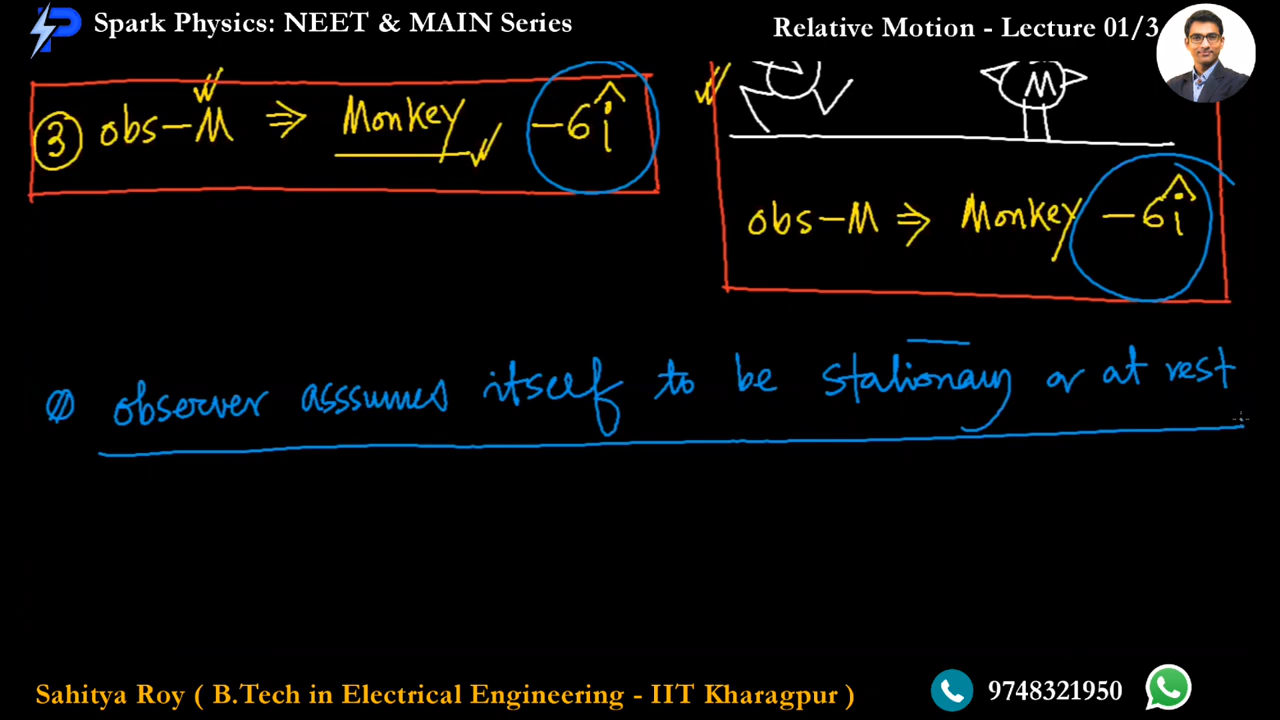 Spark Physics: NEET & MAIN Series
Relative Motion - Lecture 01/3
③ obs-M ⇒ Monkey -6î
M
obs-M ⇒ Monkey -6î
observer asssumes itself to be stationary or at rest
Sahitya Roy ( B.Tech in Electrical Engineering - IIT Kharagpur )
9748321950